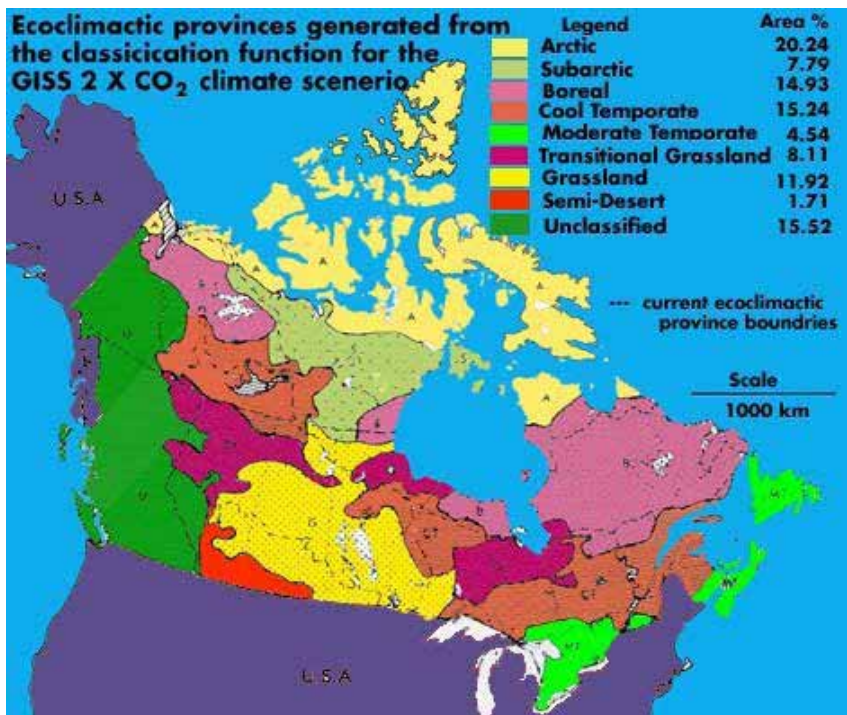 Ecoclimactic provinces generated from
the classicication function for the
GISS 2 X CO₂ climate scenerio
Legend Area %
Arctic 20.24
Subarctic 7.79
Boreal 14.93
Cool Temporate 15.24
Moderate Temporate 4.54
Transitional Grassland 8.11
Grassland 11.92
Semi-Desert 1.71
Unclassified 15.52
U.S.A
--- current ecoclimactic
province boundries
Scale
1000 km
A
A
A
A
A
U
B
B
G
CT
U
MT
U.S.A